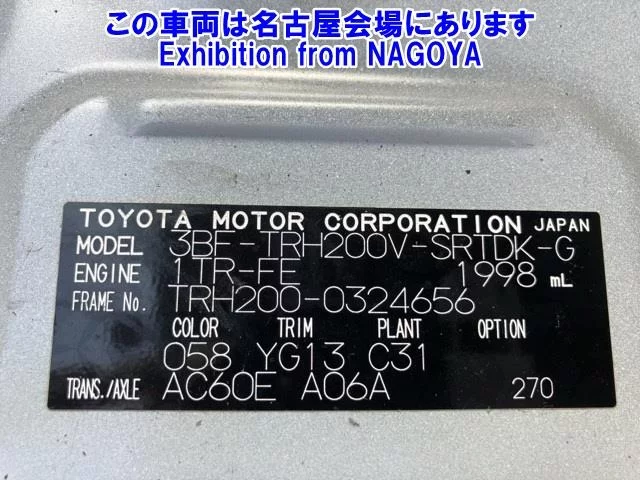 この車両は名古屋会場にあります
Exhibition from NAGOYA
TOYOTA MOTOR CORPORATION JAPAN
MODEL 3BF-TRH200V-SRTDK-G
ENGINE 1TR-FE 1998 mL
FRAME No. TRH200-0324656
COLOR TRIM PLANT OPTION
058 YG13 C31
TRANS./AXLE AC60E A06A 270